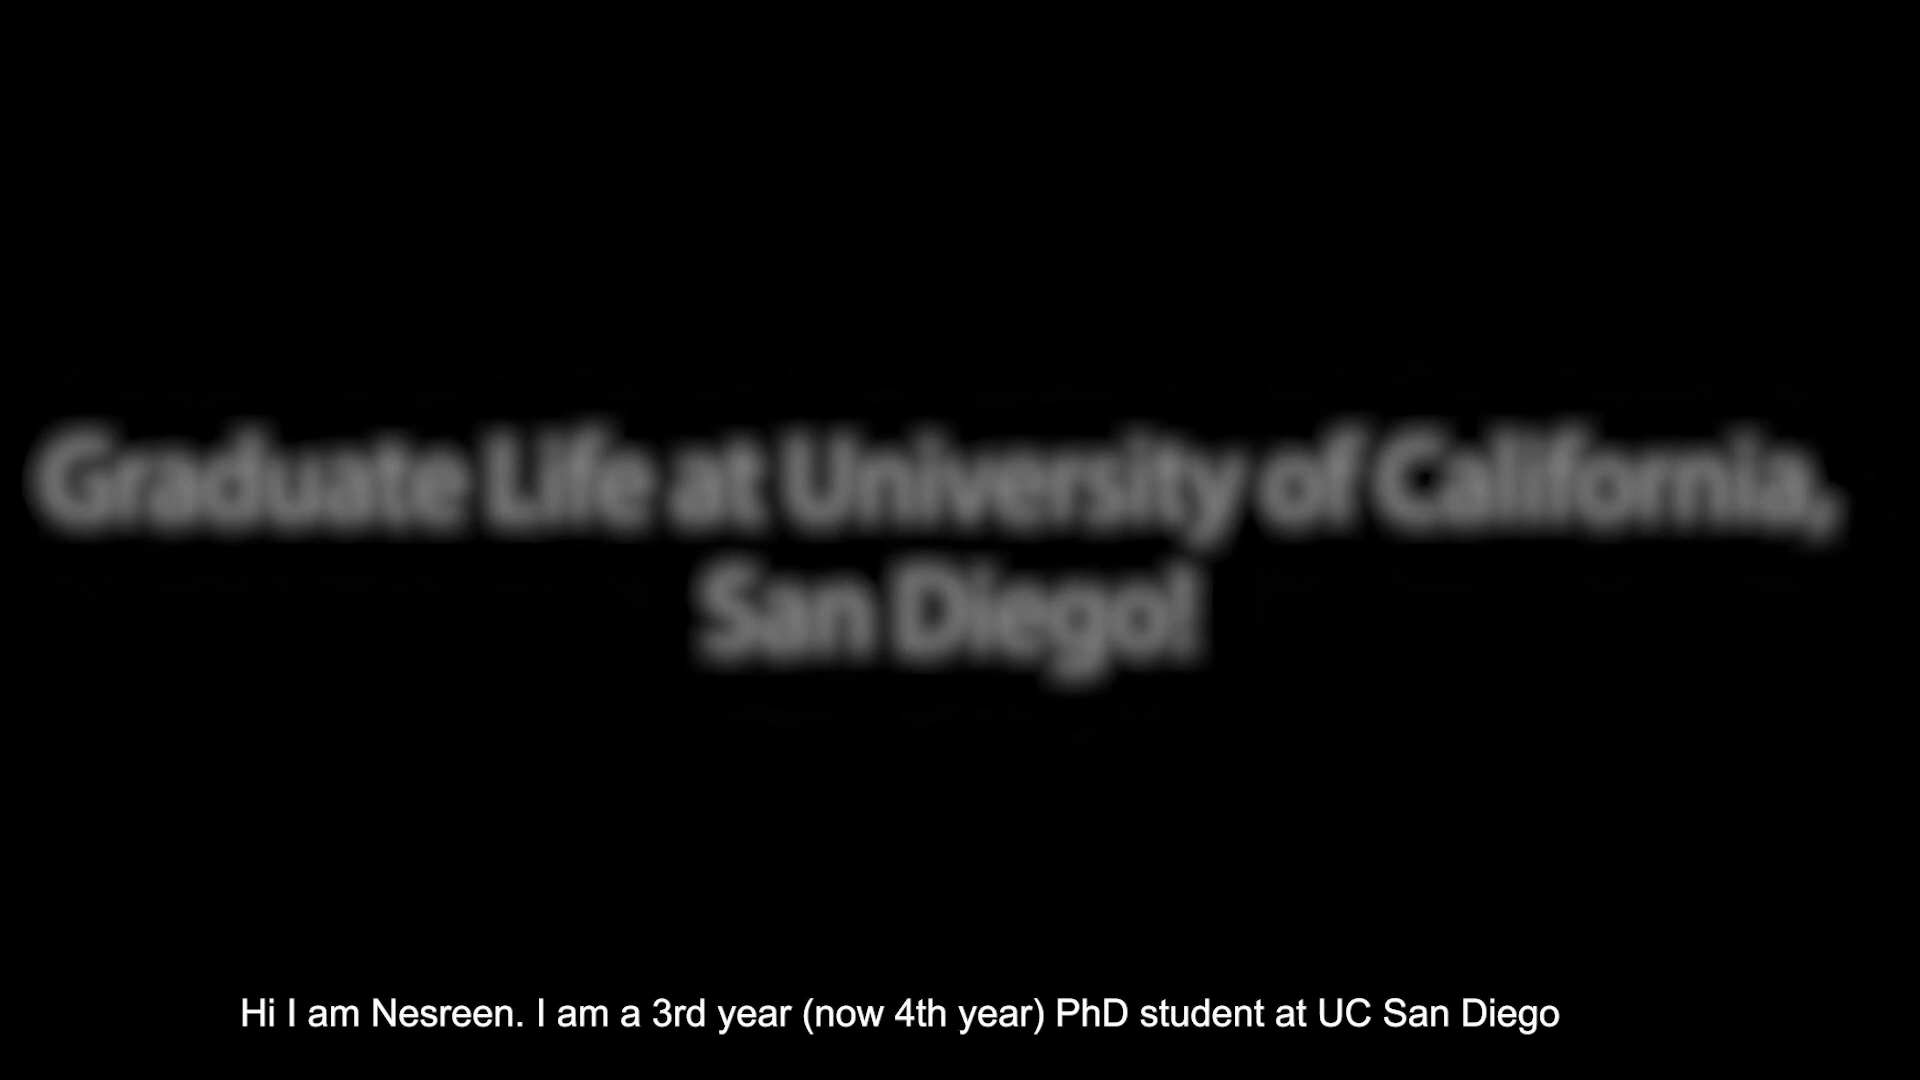 Graduate Life at University of California,
San Diego!
Hi I am Nesreen. I am a 3rd year (now 4th year) PhD student at UC San Diego